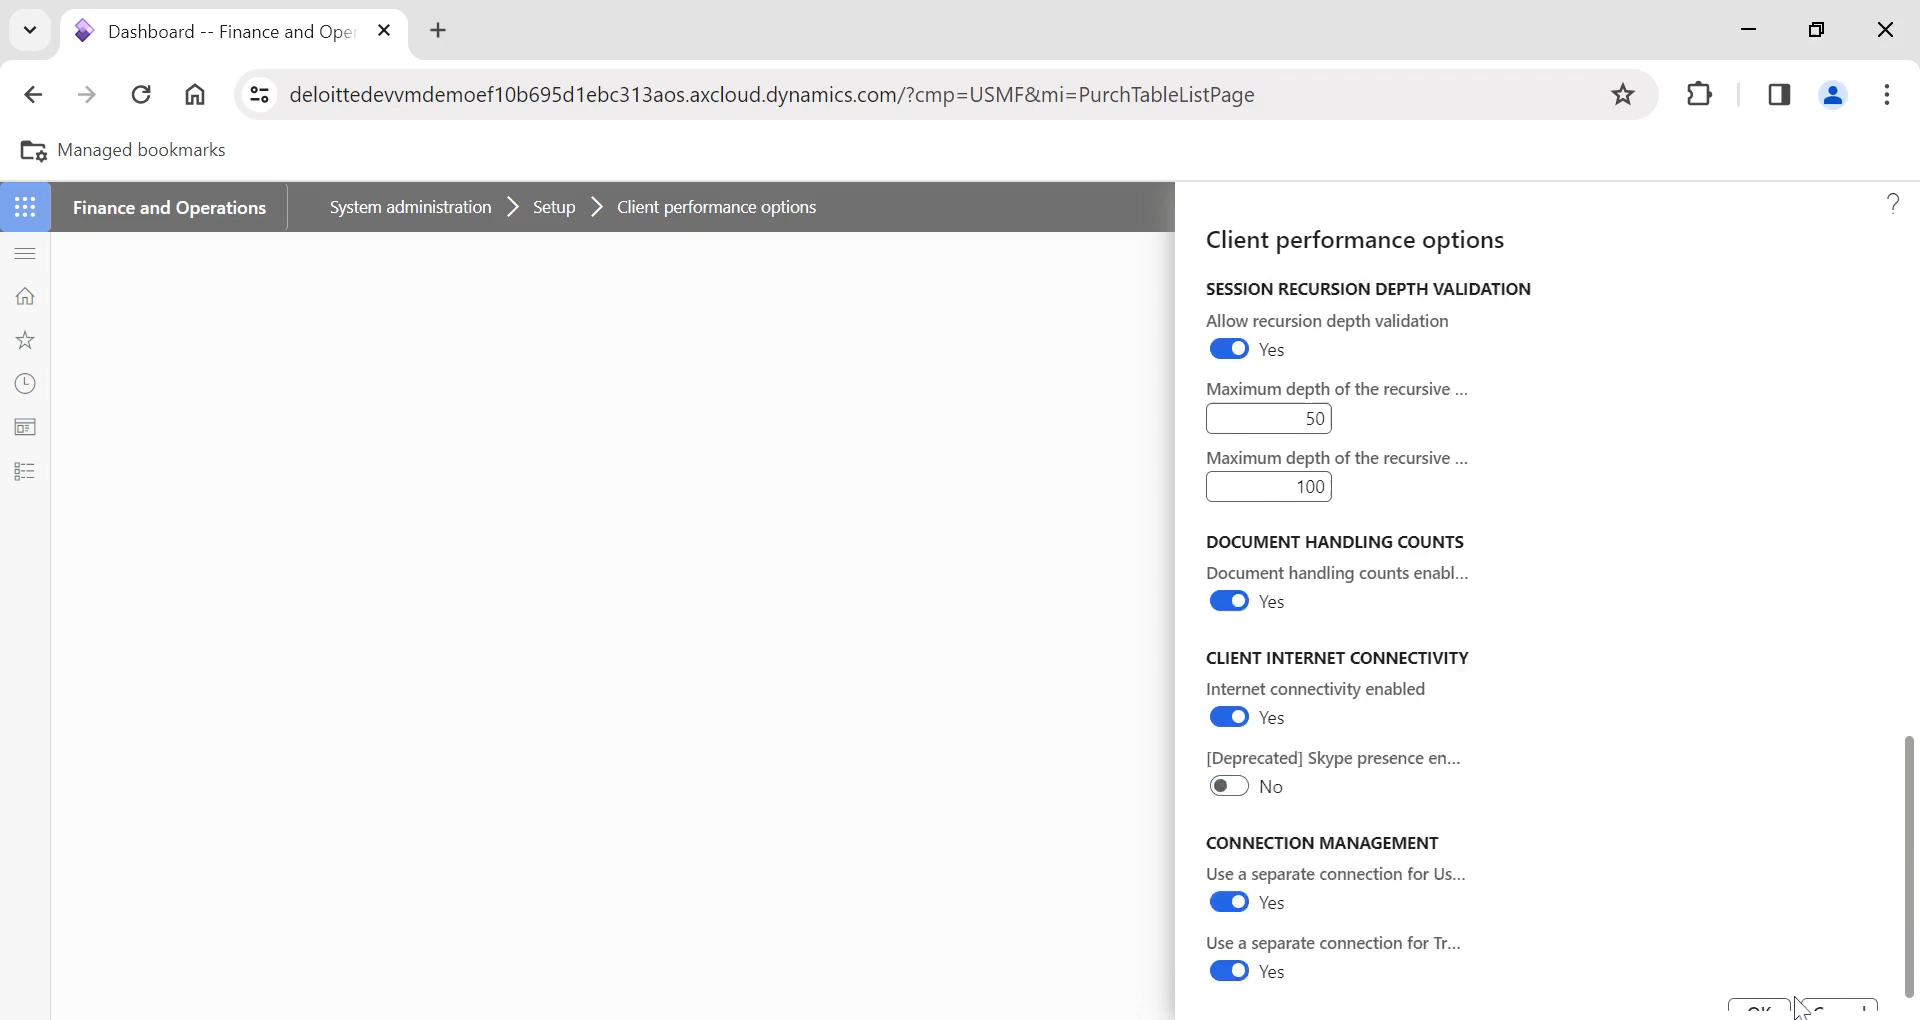 Dashboard -- Finance and Oper
deloittedevvmdemoef10b695d1ebc313aos.axcloud.dynamics.com/?cmp=USMF&mi=PurchTableListPage
Managed bookmarks
Finance and Operations
System administration
Setup
Client performance options
?
Client performance options
SESSION RECURSION DEPTH VALIDATION
Allow recursion depth validation
Yes
Maximum depth of the recursive ...
50
Maximum depth of the recursive ...
100
DOCUMENT HANDLING COUNTS
Document handling counts enabl...
Yes
CLIENT INTERNET CONNECTIVITY
Internet connectivity enabled
Yes
[Deprecated] Skype presence en...
No
CONNECTION MANAGEMENT
Use a separate connection for Us...
Yes
Use a separate connection for Tr...
Yes
OK